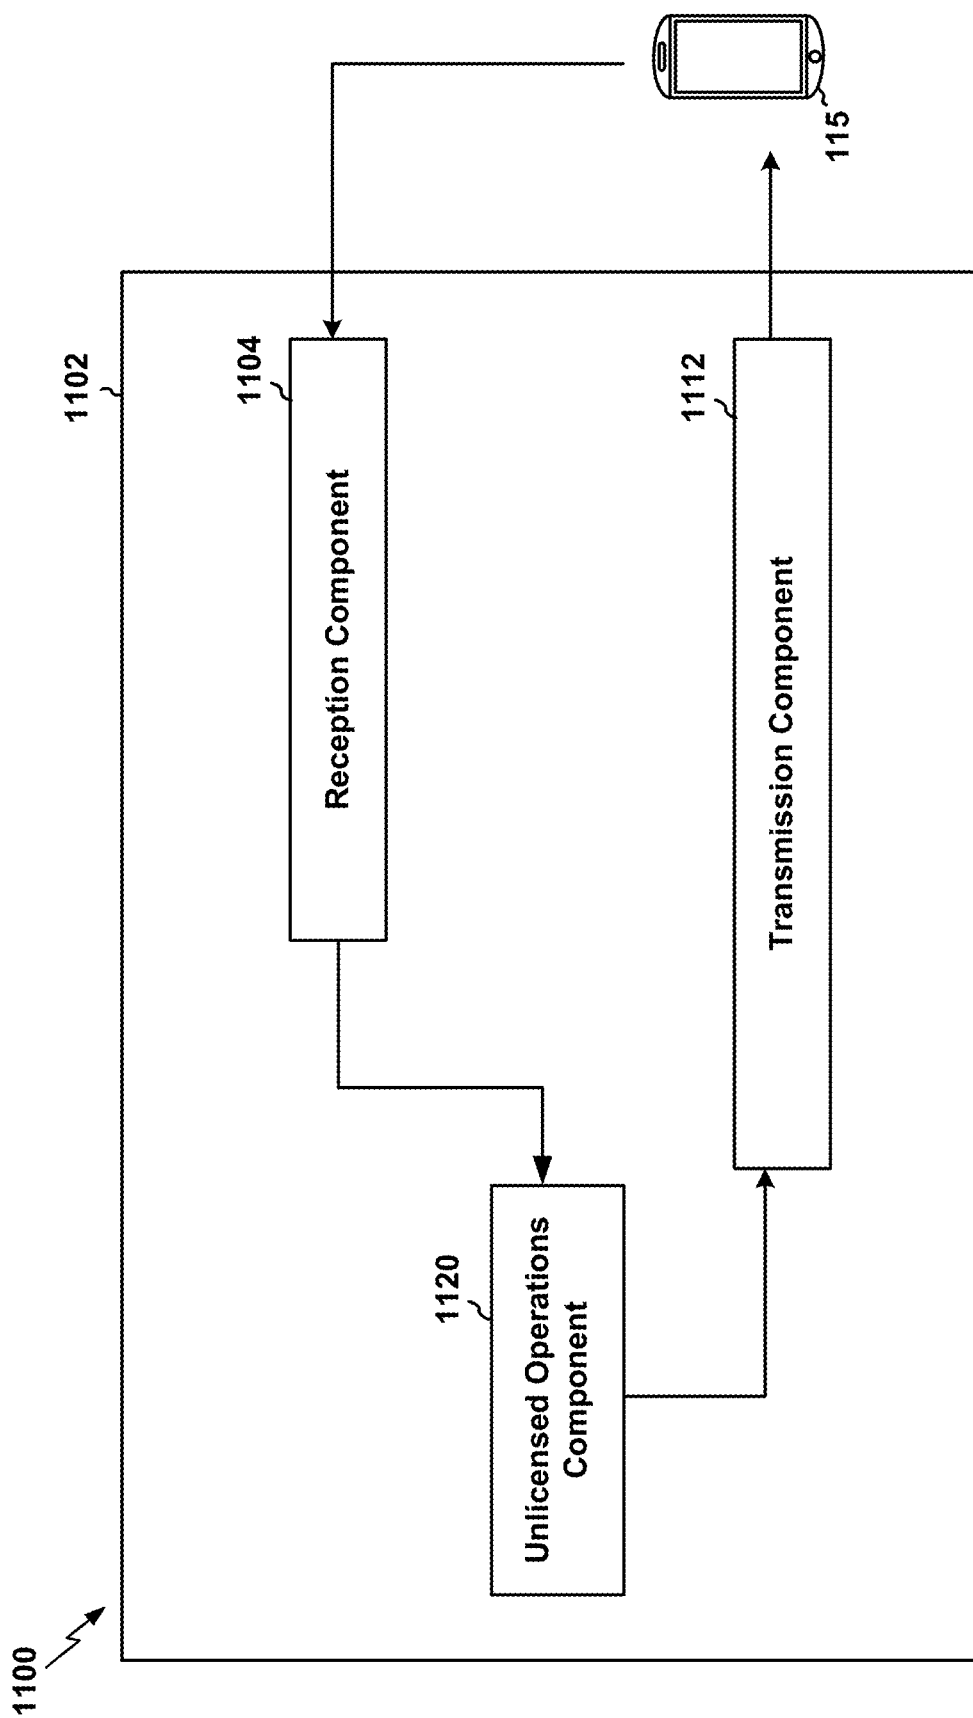 1100
1102
1104
Reception Component
115
1120
Unlicensed Operations
Component
1112
Transmission Component